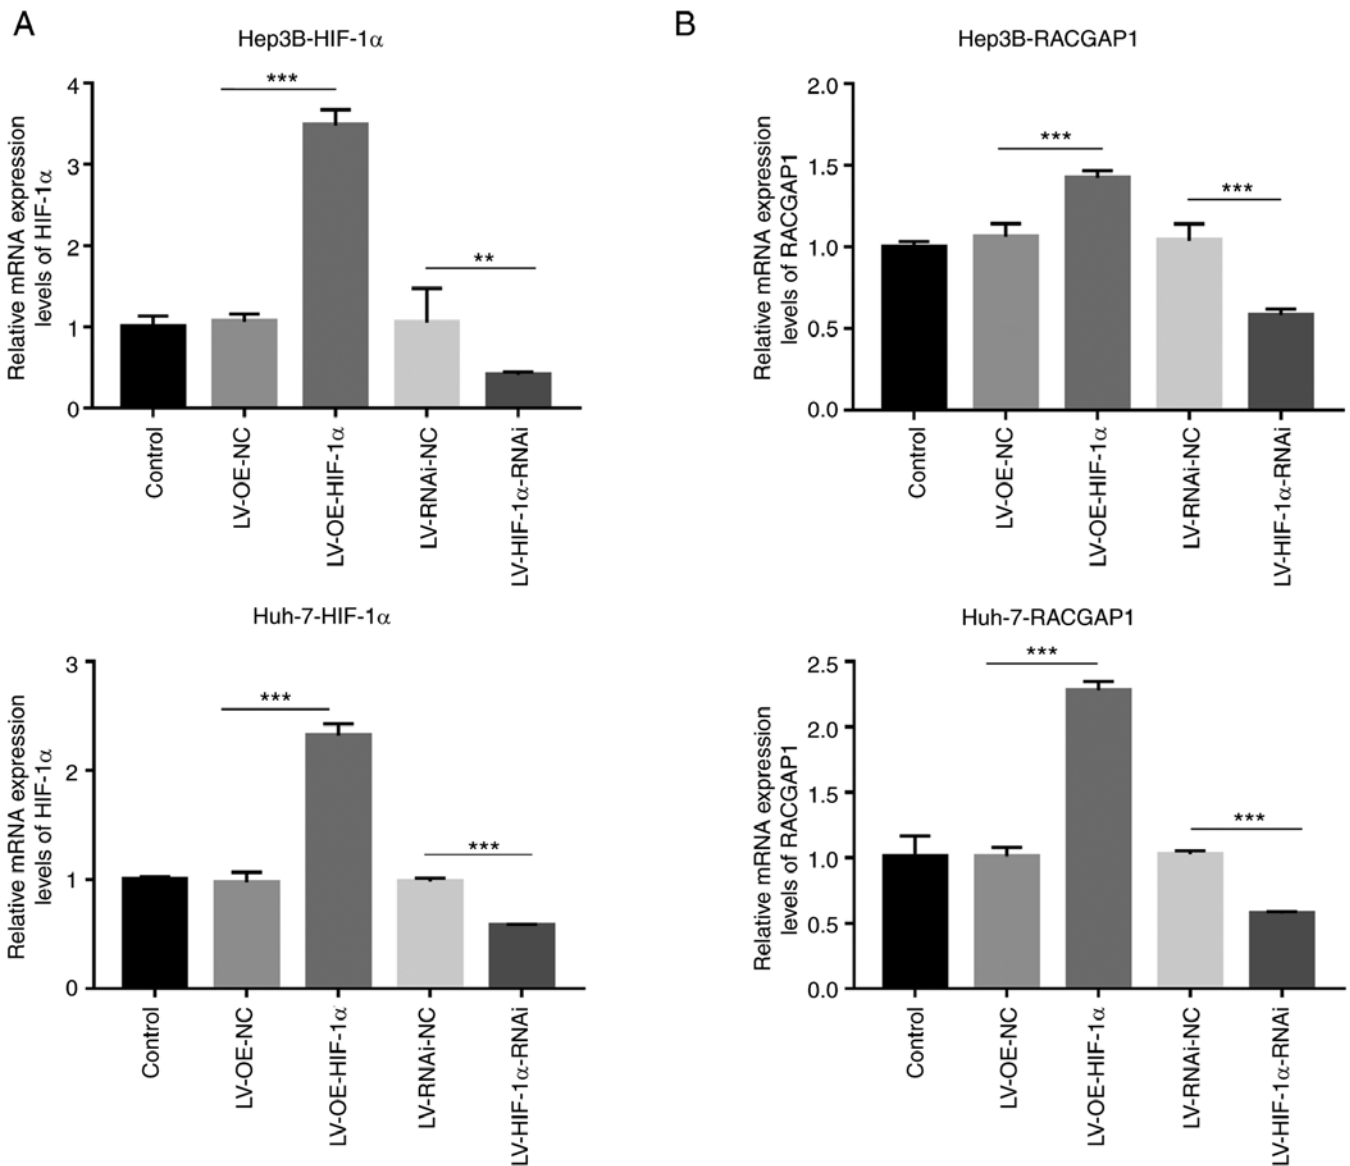 A
Hep3B-HIF-1α
Relative mRNA expression
levels of HIF-1α
4
3
2
1
0
***
**
Control
LV-OE-NC
LV-OE-HIF-1α
LV-RNAi-NC
LV-HIF-1α-RNAi
B
Hep3B-RACGAP1
Relative mRNA expression
levels of RACGAP1
2.0
1.5
1.0
0.5
0.0
***
***
Control
LV-OE-NC
LV-OE-HIF-1α
LV-RNAi-NC
LV-HIF-1α-RNAi
Huh-7-HIF-1α
Relative mRNA expression
levels of HIF-1α
3
2
1
0
***
***
Control
LV-OE-NC
LV-OE-HIF-1α
LV-RNAi-NC
LV-HIF-1α-RNAi
Huh-7-RACGAP1
Relative mRNA expression
levels of RACGAP1
2.5
2.0
1.5
1.0
0.5
0.0
***
***
Control
LV-OE-NC
LV-OE-HIF-1α
LV-RNAi-NC
LV-HIF-1α-RNAi